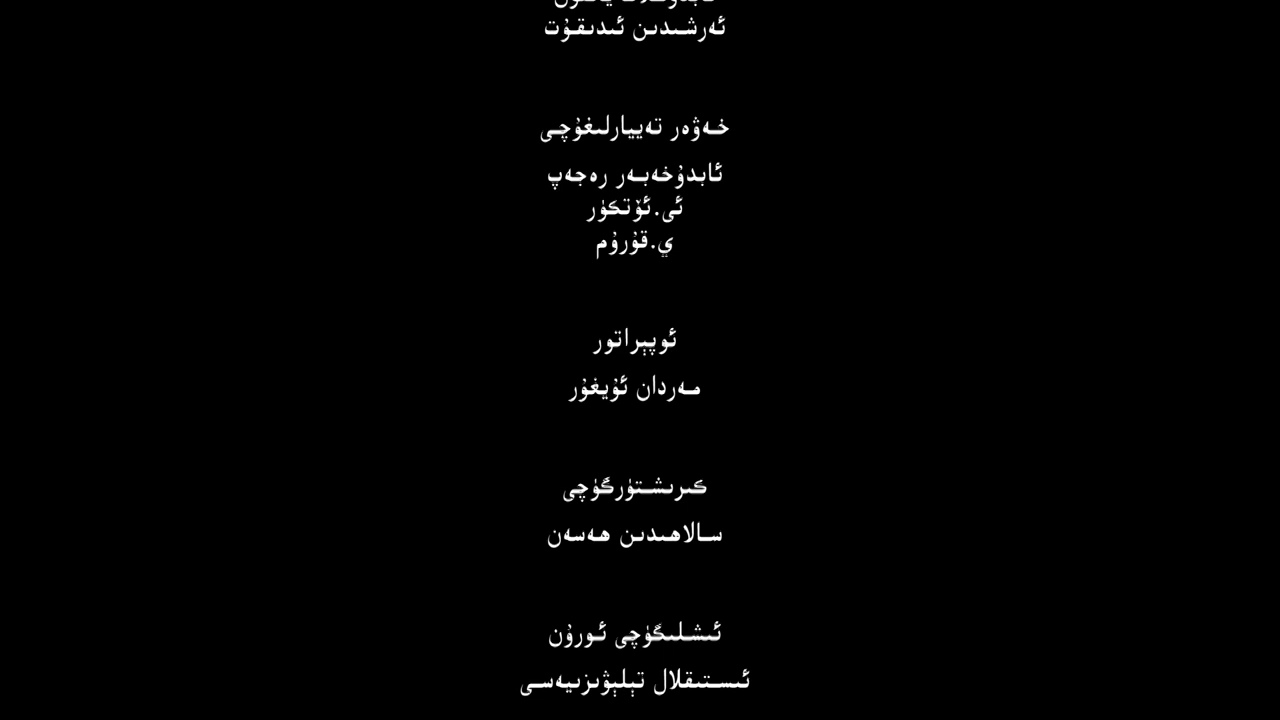 ئەرشىدىن ئىدىقۇت
خەۋەر تەييارلىغۇچى
ئابدۇخەبەر رەجەپ
ئى.ئۆتكۈر
ي.قۇرۇم
ئوپېراتور
مەردان ئۇيغۇر
كىرىشتۈرگۈچى
سالاھىدىن ھەسەن
ئىشلىگۈچى ئورۇن
ئىستىقلال تېلېۋىزىيەسى